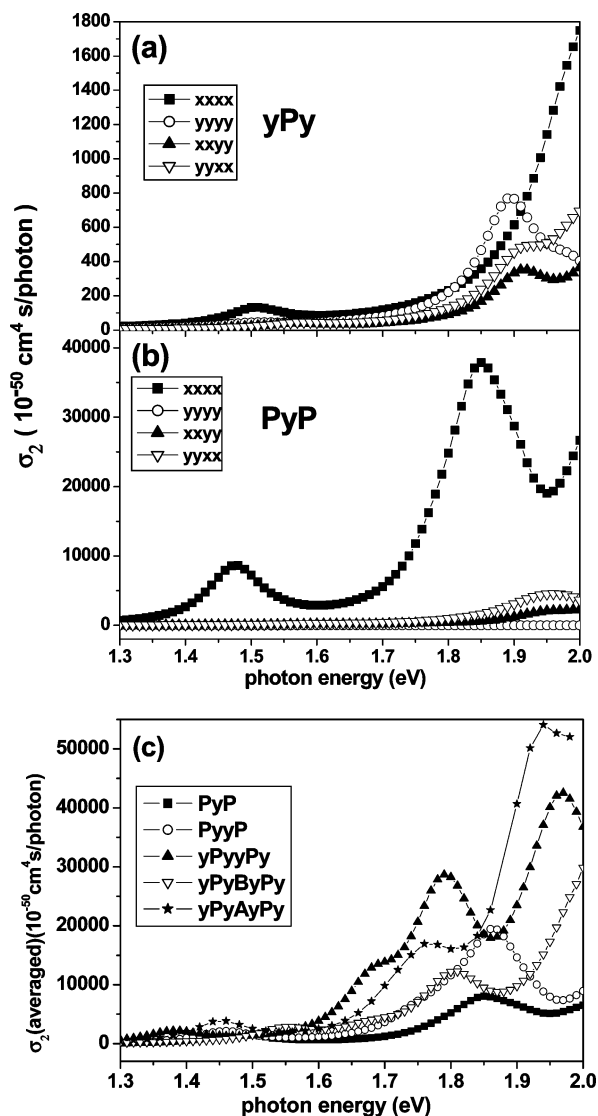 (a)
yPy
xxxx
yyyy
xxyy
yyxx
1800
1600
1400
1200
1000
800
600
400
200
0
(b)
PyP
xxxx
yyyy
xxyy
yyxx
40000
30000
20000
10000
0
σ2 ( 10-50 cm4 s/photon )
1.3 1.4 1.5 1.6 1.7 1.8 1.9 2.0
photon energy (eV)
(c)
PyP
PyyP
yPyyPy
yPyByPy
yPyAyPy
50000
40000
30000
20000
10000
0
σ2(averaged)(10-50cm4s/photon)
1.3 1.4 1.5 1.6 1.7 1.8 1.9 2.0
photon energy (eV)